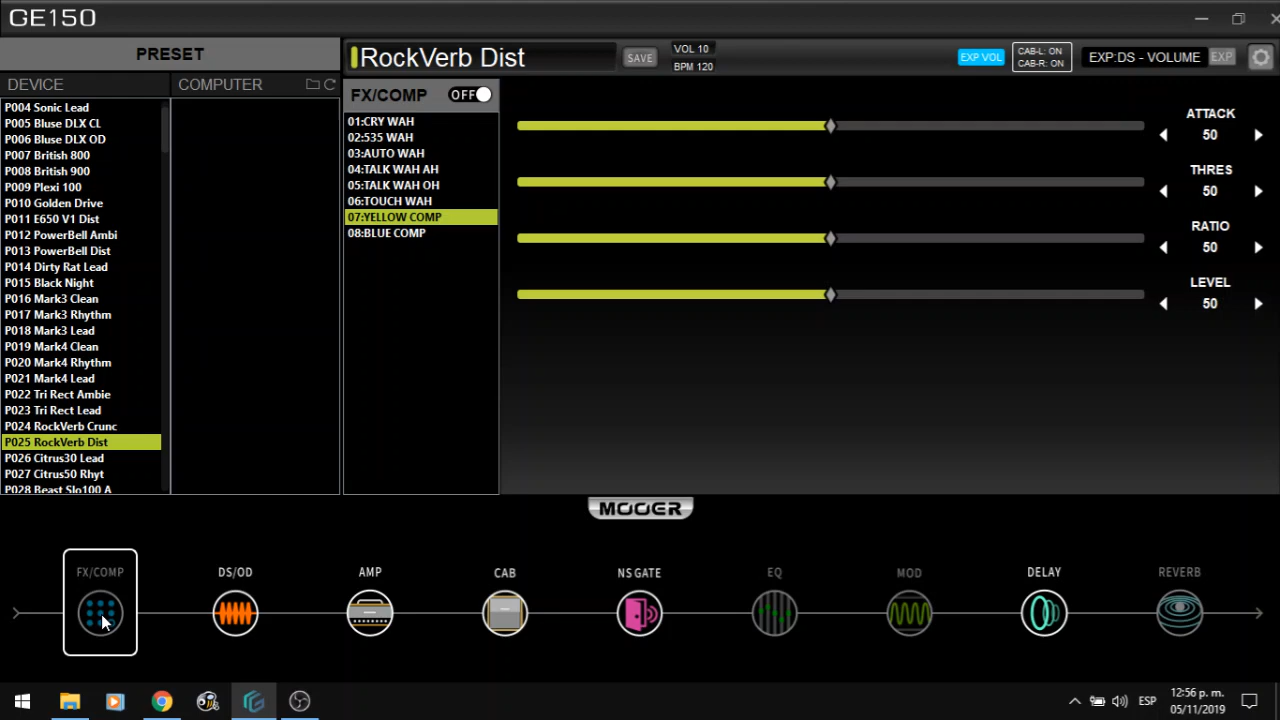 GE150
PRESET
DEVICE
COMPUTER
P004 Sonic Lead
P005 Bluse DLX CL
P006 Bluse DLX OD
P007 British 800
P008 British 900
P009 Plexi 100
P010 Golden Drive
P011 E650 V1 Dist
P012 PowerBell Ambi
P013 PowerBell Dist
P014 Dirty Rat Lead
P015 Black Night
P016 Mark3 Clean
P017 Mark3 Rhythm
P018 Mark3 Lead
P019 Mark4 Clean
P020 Mark4 Rhythm
P021 Mark4 Lead
P022 Tri Rect Ambie
P023 Tri Rect Lead
P024 RockVerb Crunc
P025 RockVerb Dist
P026 Citrus30 Lead
P027 Citrus50 Rhyt
P028 Beast Slo100 A
RockVerb Dist
SAVE
VOL 10
BPM 120
EXP VOL
CAB-L: ON
CAB-R: ON
EXP:DS - VOLUME
EXP
FX/COMP
OFF
01:CRY WAH
02:535 WAH
03:AUTO WAH
04:TALK WAH AH
05:TALK WAH OH
06:TOUCH WAH
07:YELLOW COMP
08:BLUE COMP
ATTACK
50
THRES
50
RATIO
50
LEVEL
50
MOOER
FX/COMP
DS/OD
AMP
CAB
NS GATE
EQ
MOD
DELAY
REVERB
ESP
12:56 p. m.
05/11/2019